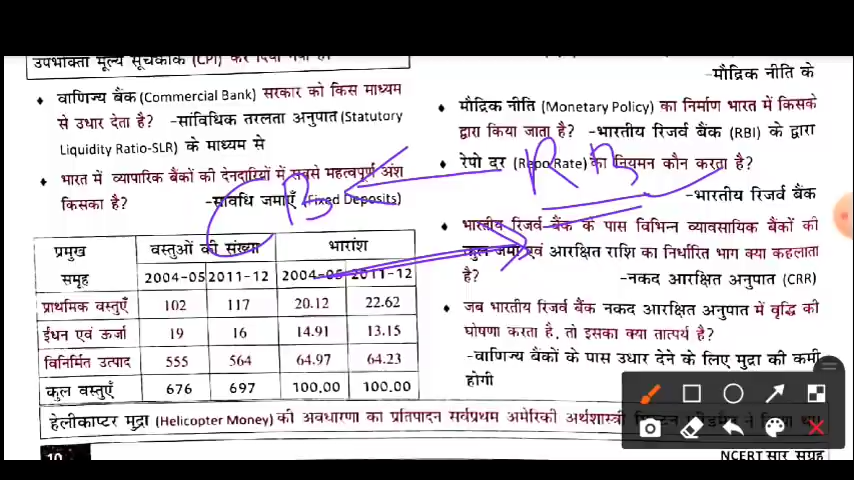 उपभोक्ता मूल्य सूचकांक (CPI) कर दिया गया है।
♦ वाणिज्य बैंक (Commercial Bank) सरकार को किस माध्यम
से उधार देता है? –सांविधिक तरलता अनुपात (Statutory
Liquidity Ratio-SLR) के माध्यम से
♦ भारत में व्यापारिक बैंकों की देनदारियों में सबसे महत्वपूर्ण अंश
किसका है? –सावधि जमाएँ (Fixed Deposits)
प्रमुख समूह वस्तुओं की संख्या भारांश
2004-05 2011-12 2004-05 2011-12
प्राथमिक वस्तुएँ 102 117 20.12 22.62
ईंधन एवं ऊर्जा 19 16 14.91 13.15
विनिर्मित उत्पाद 555 564 64.97 64.23
कुल वस्तुएँ 676 697 100.00 100.00
–मौद्रिक नीति के
♦ मौद्रिक नीति (Monetary Policy) का निर्माण भारत में किसके
द्वारा किया जाता है? –भारतीय रिजर्व बैंक (RBI) के द्वारा
♦ रेपो दर (Repo Rate) का नियमन कौन करता है?
–भारतीय रिजर्व बैंक
♦ भारतीय रिजर्व बैंक के पास विभिन्न व्यावसायिक बैंकों की
कुल जमा एवं आरक्षित राशि का निर्धारित भाग क्या कहलाता
है? –नकद आरक्षित अनुपात (CRR)
♦ जब भारतीय रिजर्व बैंक नकद आरक्षित अनुपात में वृद्धि की
घोषणा करता है, तो इसका क्या तात्पर्य है?
–वाणिज्य बैंकों के पास उधार देने के लिए मुद्रा की कमी
होगी
हेलीकाप्टर मुद्रा (Helicopter Money) की अवधारणा का प्रतिपादन सर्वप्रथम अमेरिकी अर्थशास्त्री
10 NCERT सार संग्रह
B
RB